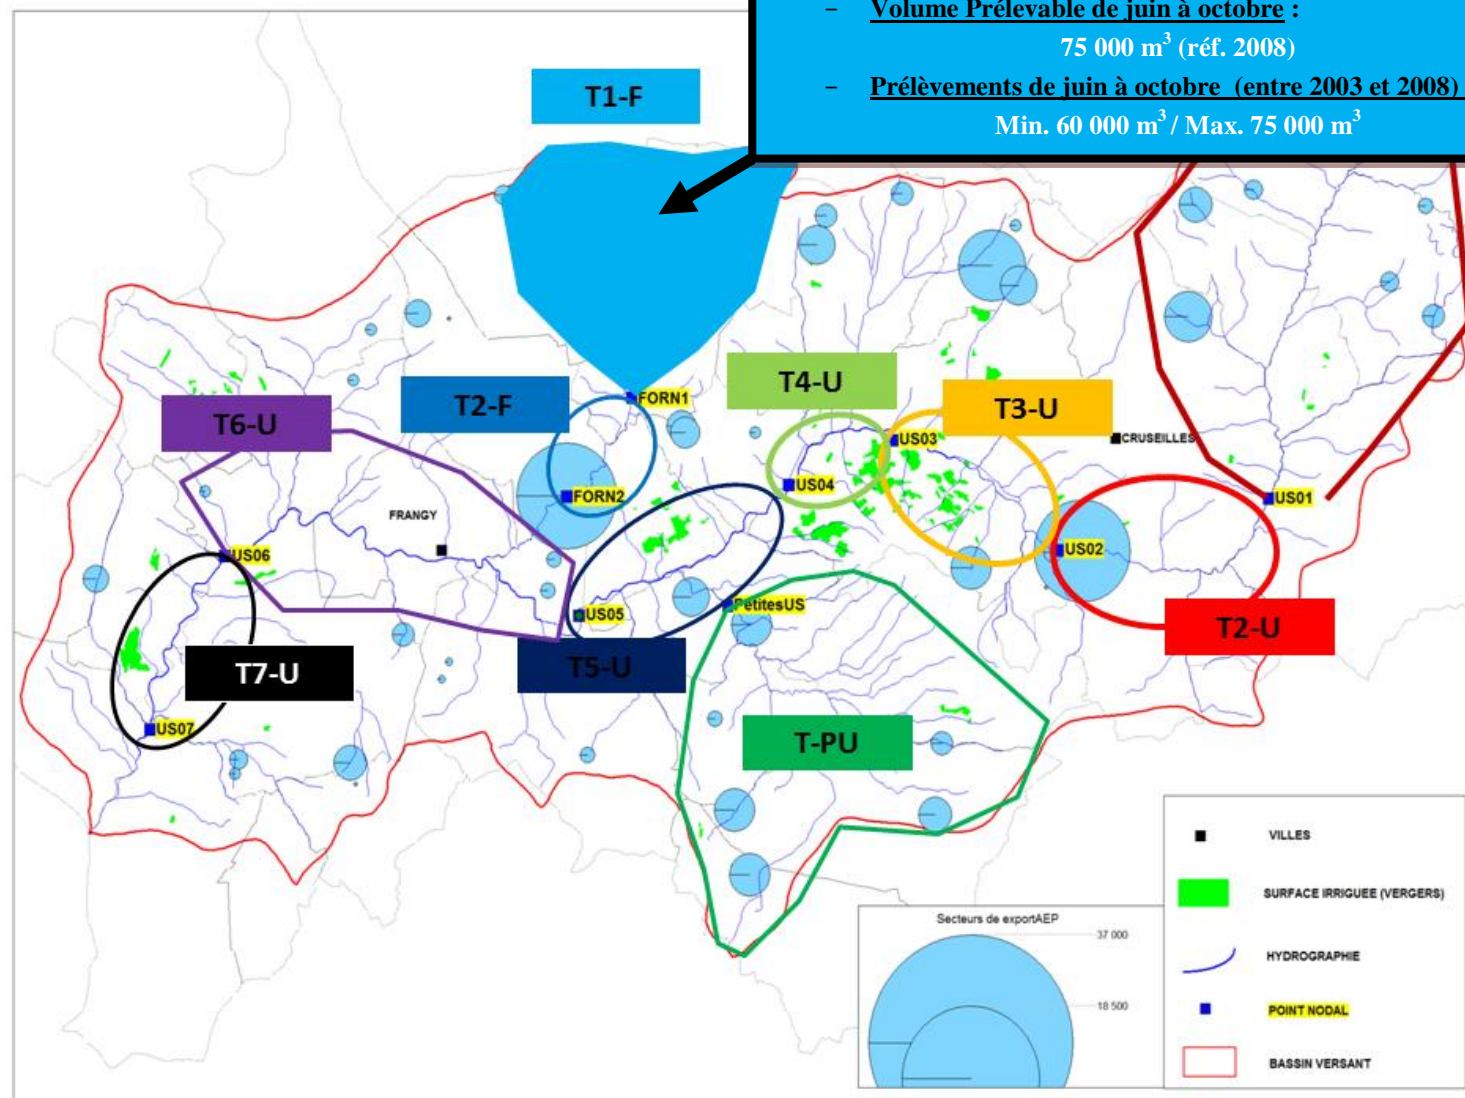 - Volume Prélevable de juin à octobre :
75 000 m³ (réf. 2008)
- Prélèvements de juin à octobre (entre 2003 et 2008)
Min. 60 000 m³ / Max. 75 000 m³
T1-F
T4-U
T3-U
T2-F
T6-U
FORN1
CRUSEILLES
US03
US04
FORN2
US01
FRANGY
US02
US06
PetitesUS
US05
T2-U
T5-U
T7-U
US07
T-PU
VILLES
SURFACE IRRIGUEE (VERGERS)
HYDROGRAPHIE
POINT NODAL
BASSIN VERSANT
Secteurs de exportAEP
37 000
18 500